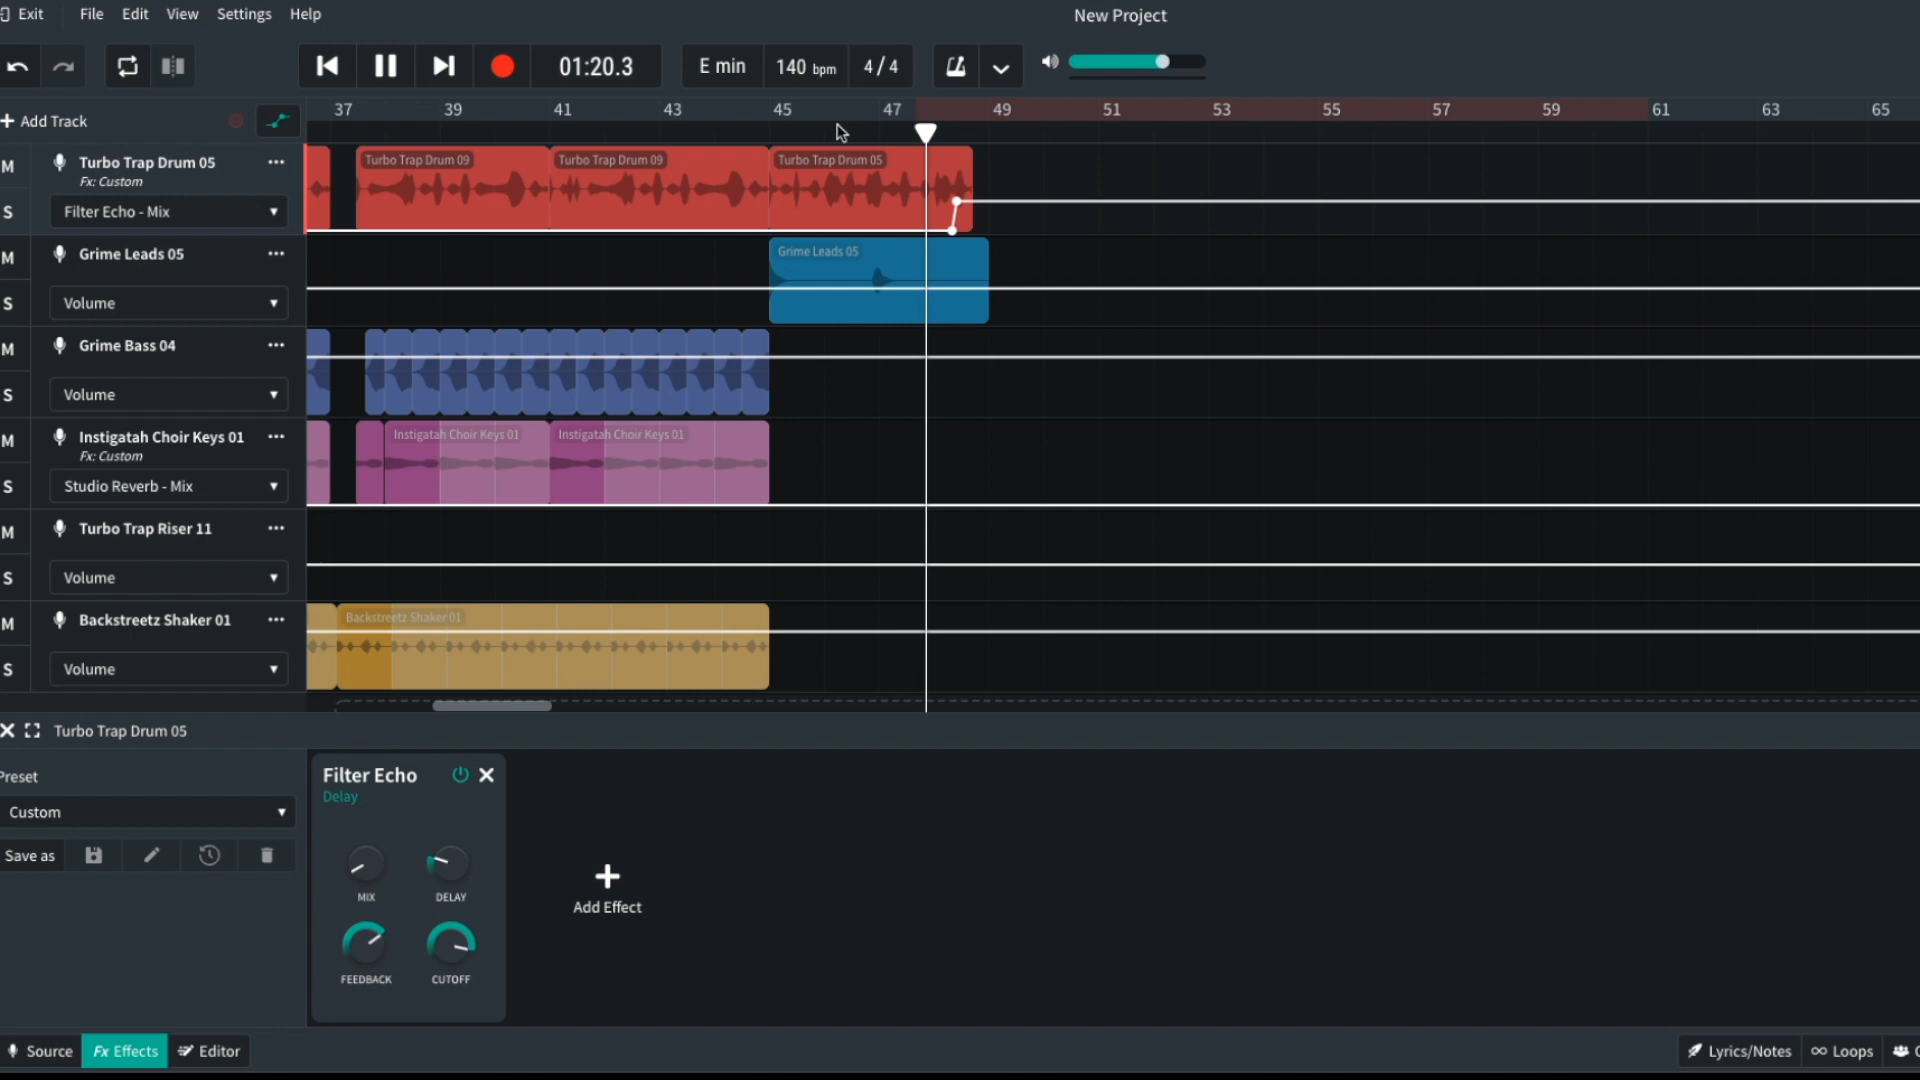 Exit File Edit View Settings Help
New Project
01:20.3 E min 140 bpm 4 / 4
37 39 41 43 45 47 49 51 53 55 57 59 61 63 65
+ Add Track
M Turbo Trap Drum 05 ...
Fx: Custom
S Filter Echo - Mix
Turbo Trap Drum 09 Turbo Trap Drum 09 Turbo Trap Drum 05
M Grime Leads 05 ...
S Volume
Grime Leads 05
M Grime Bass 04 ...
S Volume
M Instigatah Choir Keys 01 ...
Fx: Custom
S Studio Reverb - Mix
Instigatah Choir Keys 01 Instigatah Choir Keys 01
M Turbo Trap Riser 11 ...
S Volume
M Backstreetz Shaker 01 ...
S Volume
Backstreetz Shaker 01
Turbo Trap Drum 05
Preset
Custom
Save as
Filter Echo
Delay
MIX DELAY
FEEDBACK CUTOFF
+
Add Effect
Source Fx Effects Editor
Lyrics/Notes Loops